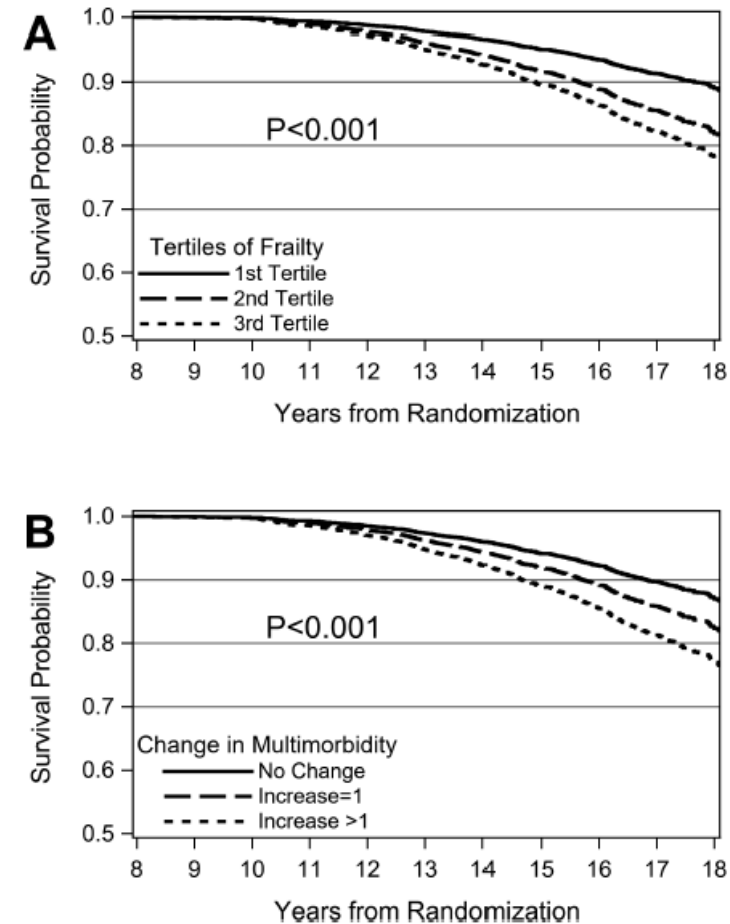 A
1.0
0.9
0.8
0.7
0.6
0.5
Survival Probability
P<0.001
Tertiles of Frailty
1st Tertile
2nd Tertile
3rd Tertile
8 9 10 11 12 13 14 15 16 17 18
Years from Randomization
B
1.0
0.9
0.8
0.7
0.6
0.5
Survival Probability
P<0.001
Change in Multimorbidity
No Change
Increase=1
Increase >1
8 9 10 11 12 13 14 15 16 17 18
Years from Randomization